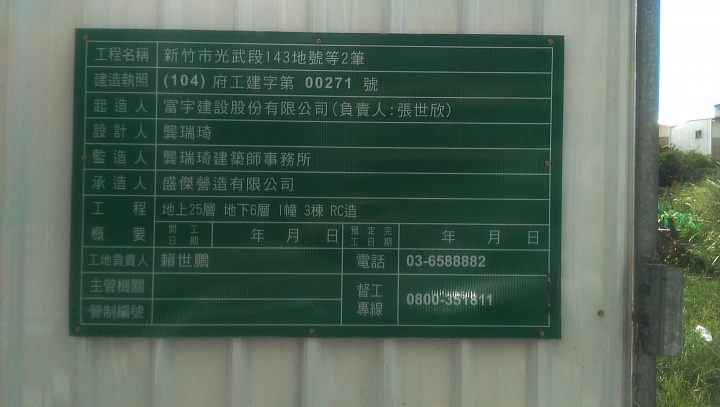 工程名稱 新竹市光武段143地號等2筆
建造執照 (104) 府工建字第 00271 號
起造人 富宇建設股份有限公司(負責人:張世欣)
設計人 龔瑞琦
監造人 龔瑞琦建築師事務所
承造人 盛傑營造有限公司
工程概要 地上25層 地下6層 1幢 3棟 RC造
開工日期 年 月 日 預定完工日期 年 月 日
工地負責人 賴世鵬 電話 03-6588882
主管機關
管制編號
督工專線 0800-351811